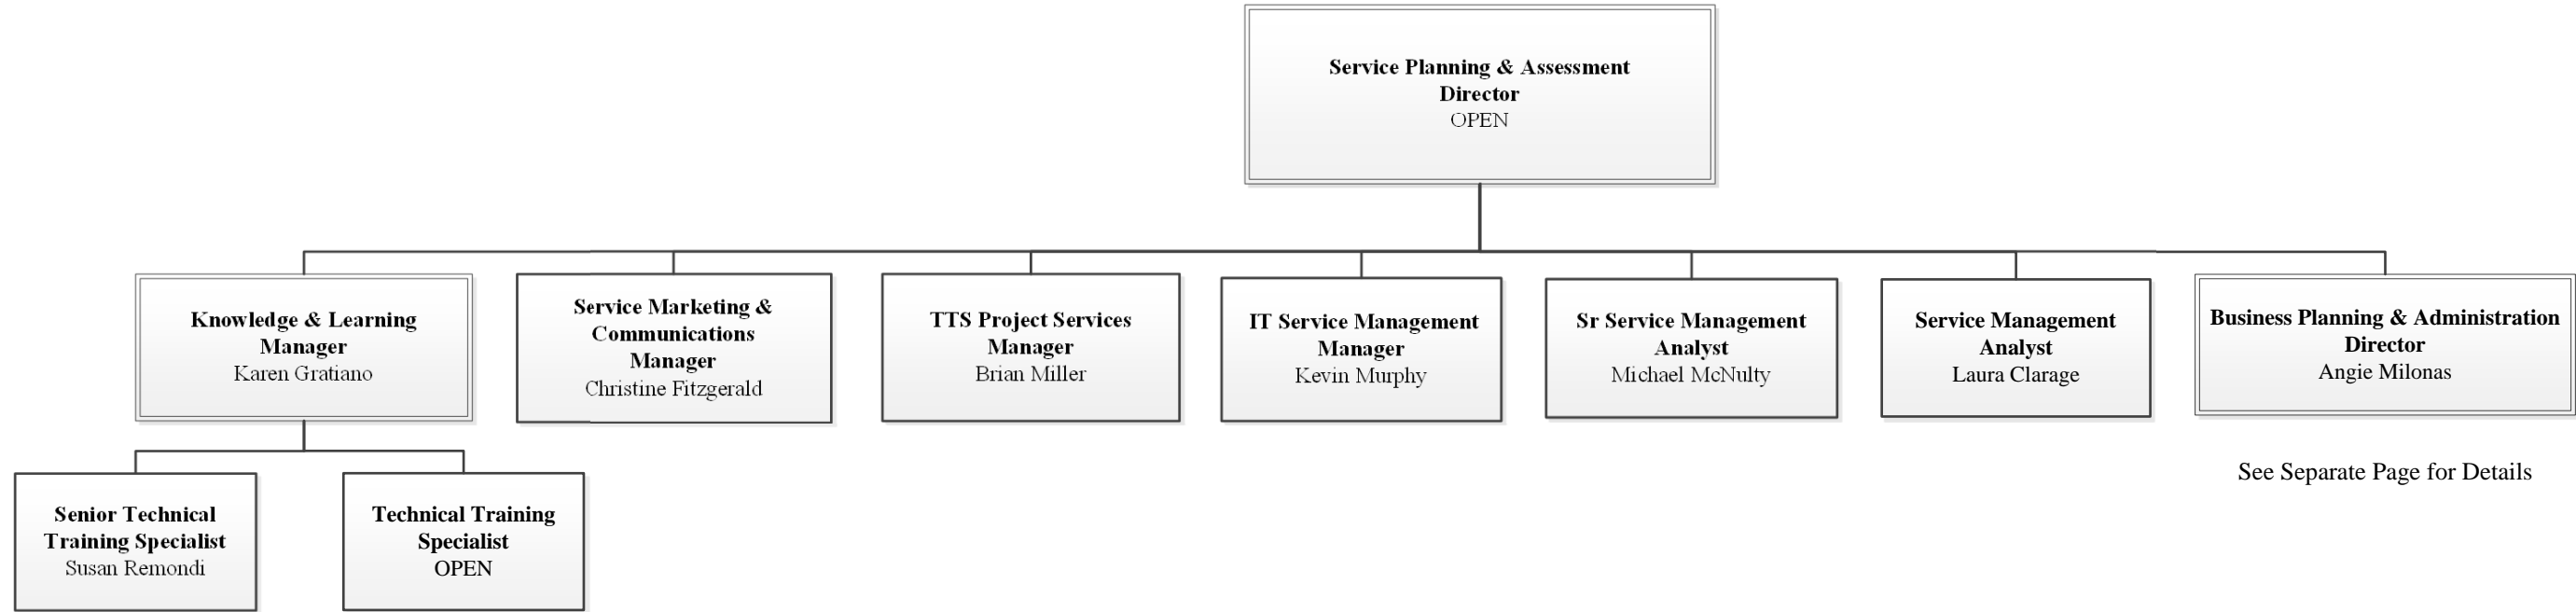 Service Planning & Assessment
Director
OPEN
Knowledge & Learning
Manager
Karen Gratiano
Service Marketing &
Communications
Manager
Christine Fitzgerald
TTS Project Services
Manager
Brian Miller
IT Service Management
Manager
Kevin Murphy
Sr Service Management
Analyst
Michael McNulty
Service Management
Analyst
Laura Clarage
Business Planning & Administration
Director
Angie Milonas
See Separate Page for Details
Senior Technical
Training Specialist
Susan Remondi
Technical Training
Specialist
OPEN